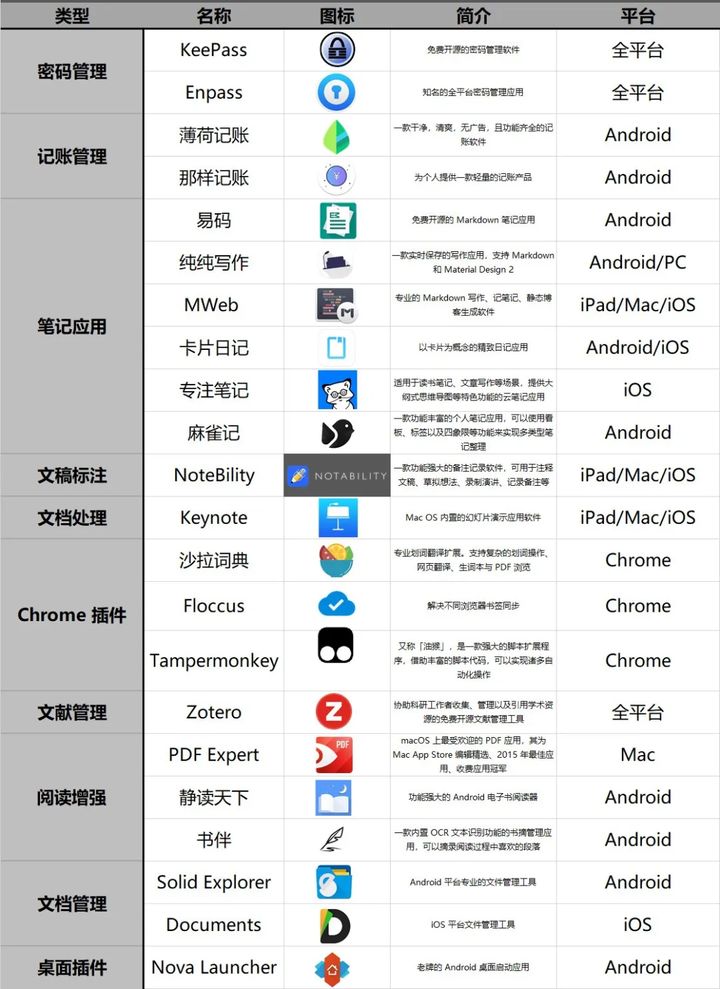 类型 名称 图标 简介 平台
密码管理
KeePass
免费开源的密码管理软件
全平台
Enpass
知名的全平台密码管理应用
全平台
记账管理
薄荷记账
一款干净，清爽，无广告，且功能齐全的记
账软件
Android
那样记账
¥
为个人提供一款轻量的记账产品
Android
笔记应用
易码
免费开源的 Markdown 笔记应用
Android
纯纯写作
一款实时保存的写作应用，支持 Markdown
和 Material Design 2
Android/PC
MWeb
M
专业的 Markdown 写作、记笔记、静态博
客生成软件
iPad/Mac/iOS
卡片日记
以卡片为概念的精致日记应用
Android/iOS
专注笔记
适用于读书笔记、文章写作等场景，提供大
纲式思维导图等特色功能的云笔记应用
iOS
麻雀记
一款功能丰富的个人笔记应用，可以使用看
板、标签以及四象限等功能来实现多类型笔
记整理
Android
文稿标注
NoteBility
NOTABILITY
一款功能强大的备注记录软件，可用于注释
文稿、草拟想法、录制演讲、记录备注等
iPad/Mac/iOS
文档处理
Keynote
Mac OS 内置的幻灯片演示应用软件
iPad/Mac/iOS
Chrome 插件
沙拉词典
专业划词翻译扩展。支持复杂的划词操作、
网页翻译、生词本与 PDF 浏览
Chrome
Floccus
解决不同浏览器书签同步
Chrome
Tampermonkey
又称「油猴」，是一款强大的脚本扩展程
序，借助丰富的脚本代码，可以实现诸多自
动化操作
Chrome
文献管理
Zotero
Z
协助科研工作者收集、管理以及引用学术资
源的免费开源文献管理工具
全平台
阅读增强
PDF Expert
PDF
macOS 上最受欢迎的 PDF 应用，其为
Mac App Store 编辑精选、2015 年最佳应
用、收费应用冠军
Mac
静读天下
功能强大的 Android 电子书阅读器
Android
书伴
一款内置 OCR 文本识别功能的书摘管理应
用，可以摘录阅读过程中喜欢的段落
Android
文档管理
Solid Explorer
S
Android 平台专业的文件管理工具
Android
Documents
D
iOS 平台文件管理工具
iOS
桌面插件
Nova Launcher
老牌的 Android 桌面启动应用
Android